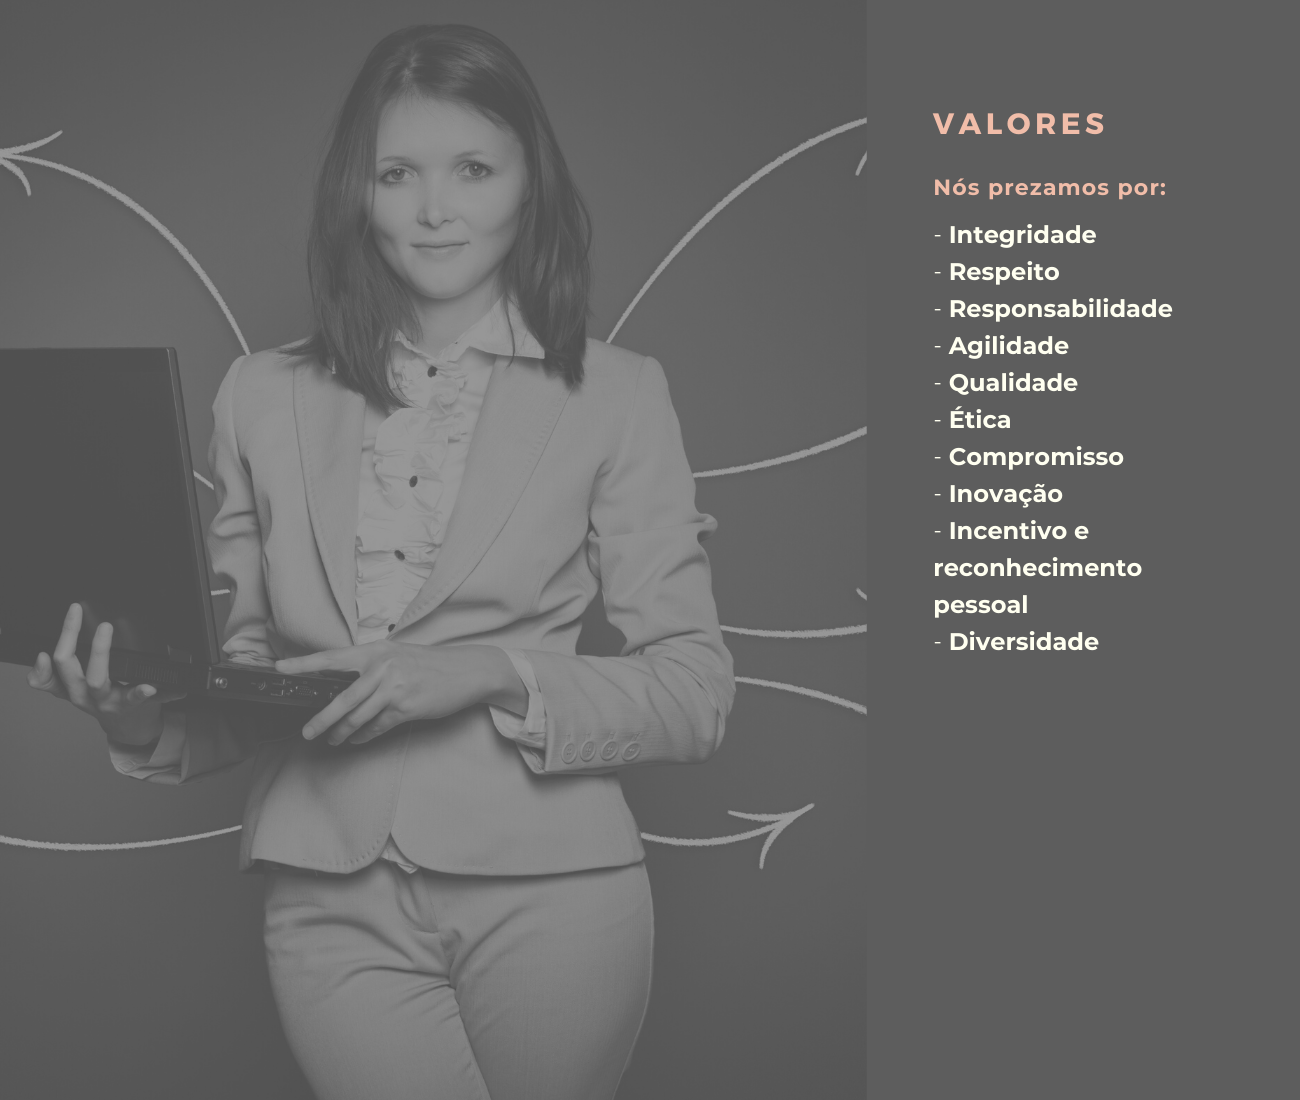 VALORES
Nós prezamos por:
- Integridade
- Respeito
- Responsabilidade
- Agilidade
- Qualidade
- Ética
- Compromisso
- Inovação
- Incentivo e
reconhecimento
pessoal
- Diversidade